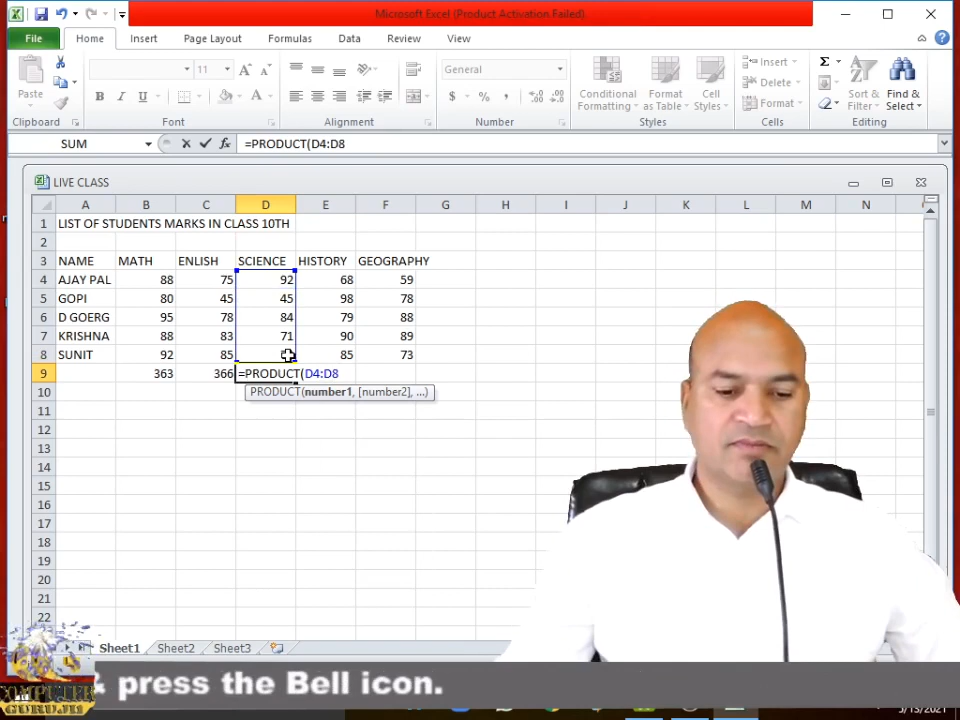 Microsoft Excel (Product Activation Failed)
File Home Insert Page Layout Formulas Data Review View
Paste
11
General
Conditional Formatting
Format as Table
Cell Styles
Insert
Delete
Format
Sort & Filter
Find & Select
Clipboard Font Alignment Number Styles Cells Editing
SUM =PRODUCT(D4:D8
LIVE CLASS
A B C D E F G H I J K L M N
1 LIST OF STUDENTS MARKS IN CLASS 10TH
2
3 NAME MATH ENLISH SCIENCE HISTORY GEOGRAPHY
4 AJAY PAL 88 75 92 68 59
5 GOPI 80 45 45 98 78
6 D GOERG 95 78 84 79 88
7 KRISHNA 88 83 71 90 89
8 SUNIT 92 85 85 73
9 363 366 =PRODUCT(D4:D8
10 PRODUCT(number1, [number2], ...)
11
12
13
14
15
16
17
18
19
20
21
22
Sheet1 Sheet2 Sheet3
& press the Bell icon.
COMPUTER
GURUJI1